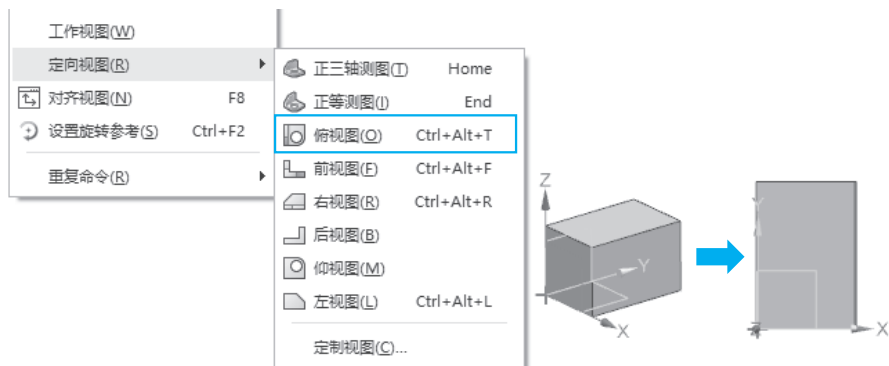 工作视图(W)
定向视图(R)
对齐视图(N) F8
设置旋转参考(S) Ctrl+F2
重复命令(R)
正三轴测图(T) Home
正等测图(I) End
俯视图(O) Ctrl+Alt+T
前视图(F) Ctrl+Alt+F
右视图(R) Ctrl+Alt+R
后视图(B)
仰视图(M)
左视图(L) Ctrl+Alt+L
定制视图(C)...
Z
Y
X
Y
Z
X